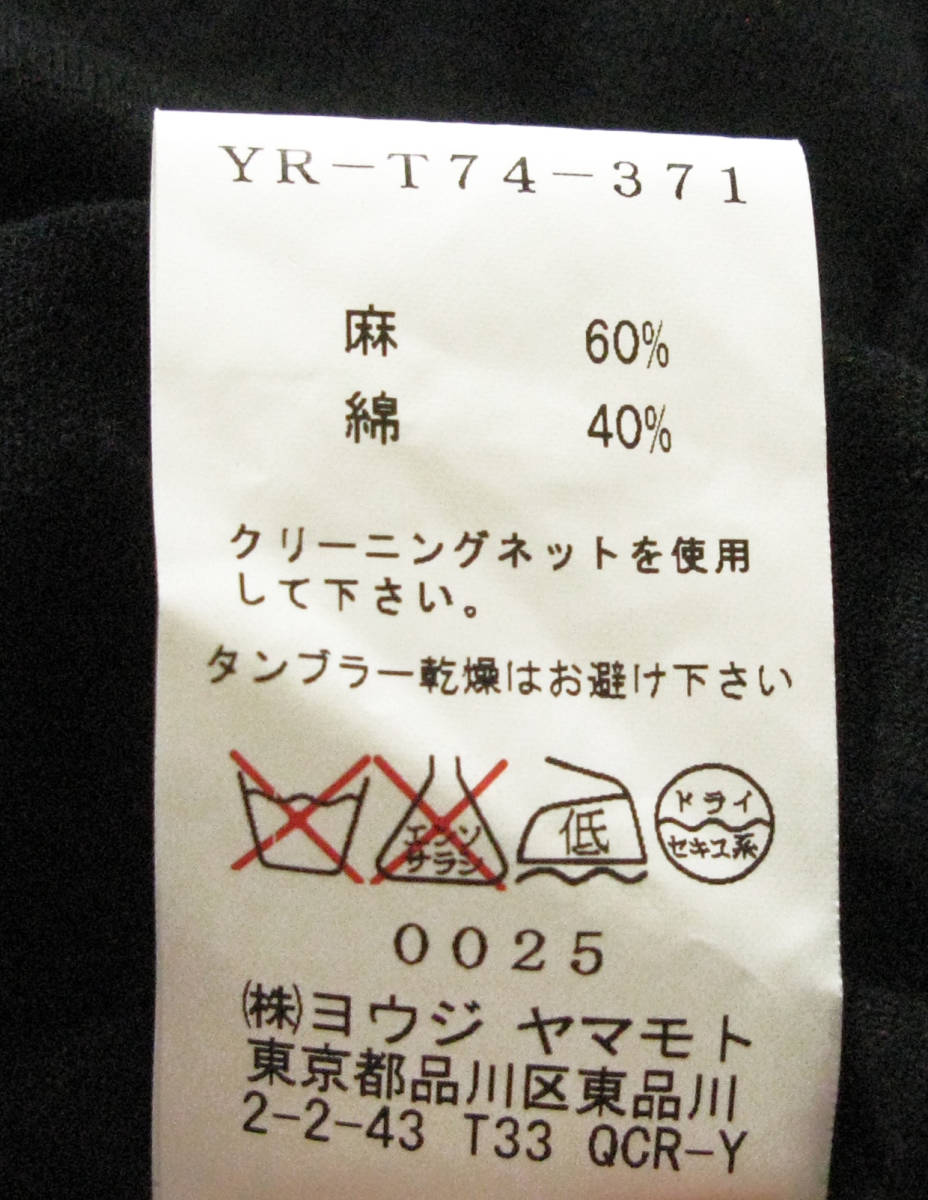 YR-T74-371
麻 60%
綿 40%
クリーニングネットを使用
して下さい。
タンブラー乾燥はお避け下さい
エンソ
サラシ
低
ドライ
セキユ系
0025
(株)ヨウジ ヤマモト
東京都品川区東品川
2-2-43 T33 QCR-Y